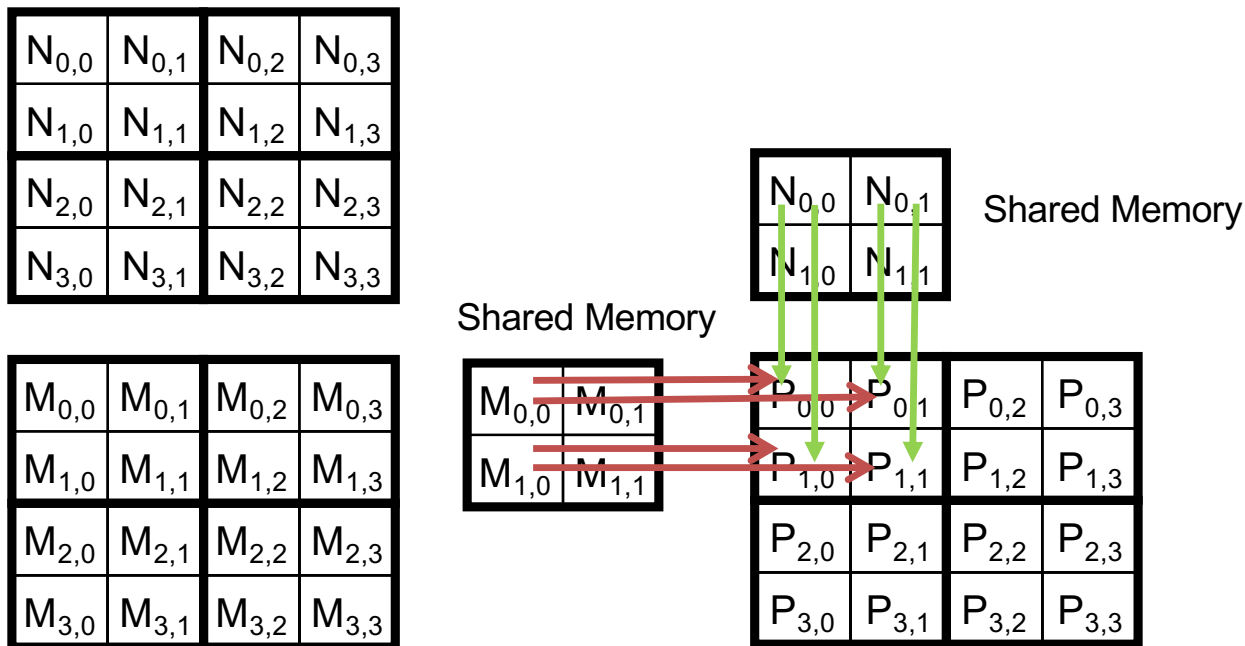 N0,0 N0,1 N0,2 N0,3
N1,0 N1,1 N1,2 N1,3
N2,0 N2,1 N2,2 N2,3
N3,0 N3,1 N3,2 N3,3
N0,0 N0,1
N1,0 N1,1
Shared Memory
Shared Memory
M0,0 M0,1 M0,2 M0,3
M1,0 M1,1 M1,2 M1,3
M2,0 M2,1 M2,2 M2,3
M3,0 M3,1 M3,2 M3,3
M0,0 M0,1
M1,0 M1,1
P0,0 P0,1 P0,2 P0,3
P1,0 P1,1 P1,2 P1,3
P2,0 P2,1 P2,2 P2,3
P3,0 P3,1 P3,2 P3,3